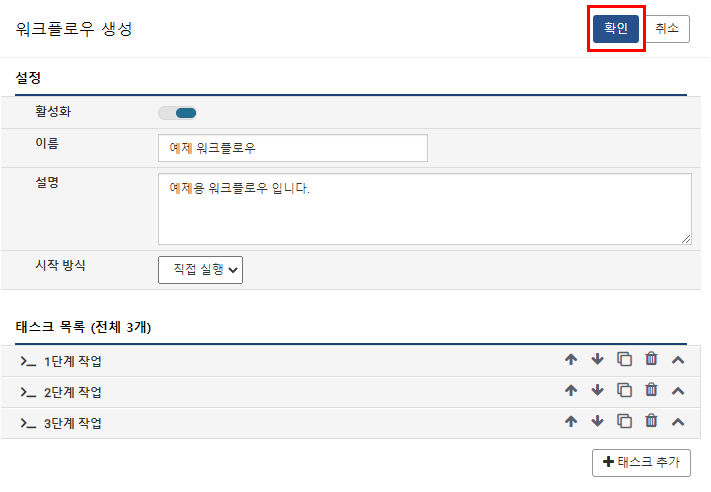 워크플로우 생성
확인
취소
설정
활성화
이름
예제 워크플로우
설명
예제용 워크플로우 입니다.
시작 방식
직접 실행
태스크 목록 (전체 3개)
1단계 작업
2단계 작업
3단계 작업
태스크 추가